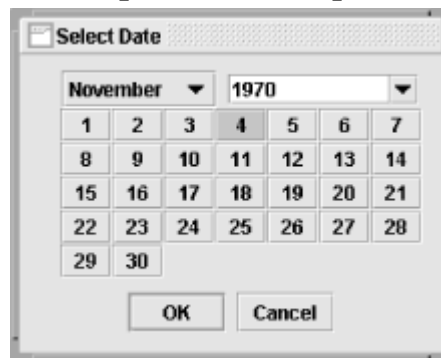 Select Date
November 1970
1 2 3 4 5 6 7
8 9 10 11 12 13 14
15 16 17 18 19 20 21
22 23 24 25 26 27 28
29 30
OK Cancel